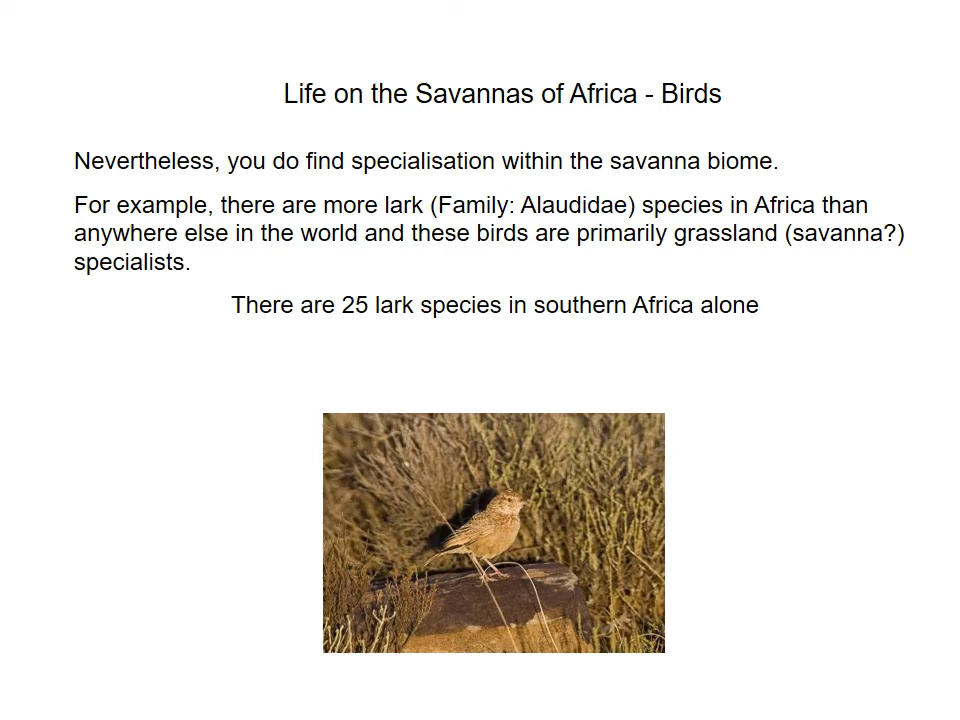 Life on the Savannas of Africa - Birds
Nevertheless, you do find specialisation within the savanna biome.
For example, there are more lark (Family: Alaudidae) species in Africa than
anywhere else in the world and these birds are primarily grassland (savanna?)
specialists.
There are 25 lark species in southern Africa alone